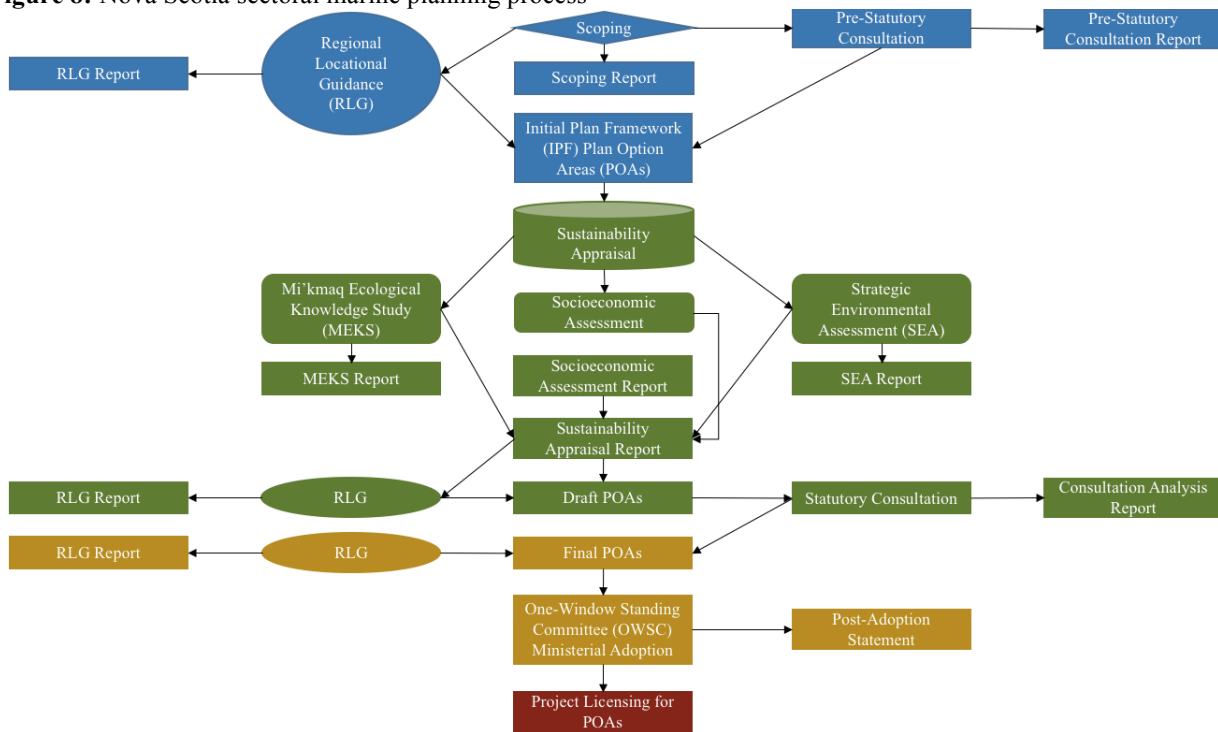 Figure 8. Nova Scotia sectoral marine planning process
Regional
Locational
Guidance
(RLG)
Scoping
Pre-Statutory
Consultation
Pre-Statutory
Consultation Report
RLG Report
Scoping Report
Initial Plan Framework
(IPF) Plan Option
Areas (POAs)
Sustainability
Appraisal
Mi’kmaq Ecological
Knowledge Study
(MEKS)
Socioeconomic
Assessment
Strategic
Environmental
Assessment (SEA)
MEKS Report
Socioeconomic
Assessment Report
SEA Report
Sustainability
Appraisal Report
RLG Report
RLG
Draft POAs
Statutory Consultation
Consultation Analysis
Report
RLG Report
RLG
Final POAs
One-Window Standing
Committee (OWSC)
Ministerial Adoption
Post-Adoption
Statement
Project Licensing for
POAs